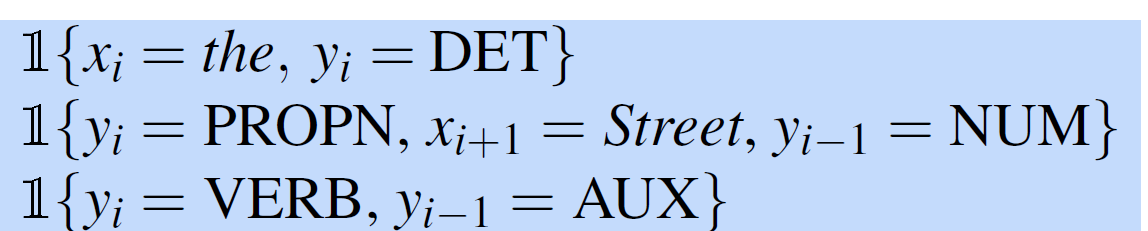 𝟙{xᵢ = the, yᵢ = DET}
𝟙{yᵢ = PROPN, xᵢ₊₁ = Street, yᵢ₋₁ = NUM}
𝟙{yᵢ = VERB, yᵢ₋₁ = AUX}